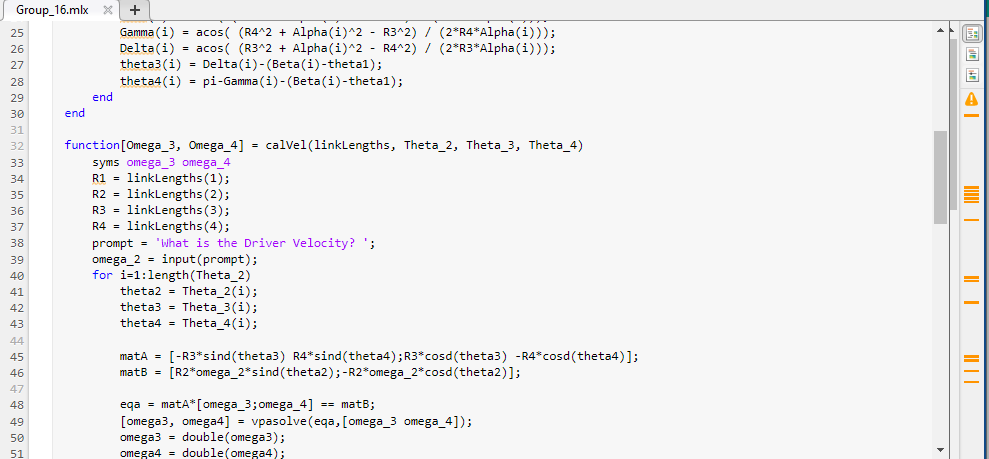 Group_16.mlx × +
25 Gamma(i) = acos( (R4^2 + Alpha(i)^2 - R3^2) / (2*R4*Alpha(i)));
26 Delta(i) = acos( (R3^2 + Alpha(i)^2 - R4^2) / (2*R3*Alpha(i)));
27 theta3(i) = Delta(i)-(Beta(i)-theta1);
28 theta4(i) = pi-Gamma(i)-(Beta(i)-theta1);
29 end
30 end
31
32 function[Omega_3, Omega_4] = calVel(linkLengths, Theta_2, Theta_3, Theta_4)
33 syms omega_3 omega_4
34 R1 = linkLengths(1);
35 R2 = linkLengths(2);
36 R3 = linkLengths(3);
37 R4 = linkLengths(4);
38 prompt = 'What is the Driver Velocity? ';
39 omega_2 = input(prompt);
40 for i=1:length(Theta_2)
41 theta2 = Theta_2(i);
42 theta3 = Theta_3(i);
43 theta4 = Theta_4(i);
44
45 matA = [-R3*sind(theta3) R4*sind(theta4);R3*cosd(theta3) -R4*cosd(theta4)];
46 matB = [R2*omega_2*sind(theta2);-R2*omega_2*cosd(theta2)];
47
48 eqa = matA*[omega_3;omega_4] == matB;
49 [omega3, omega4] = vpasolve(eqa,[omega_3 omega_4]);
50 omega3 = double(omega3);
51 omega4 = double(omega4);